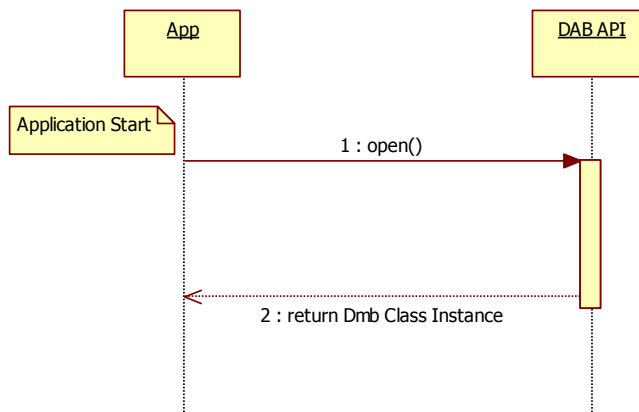 App
DAB API
Application Start
1 : open()
2 : return Dmb Class Instance